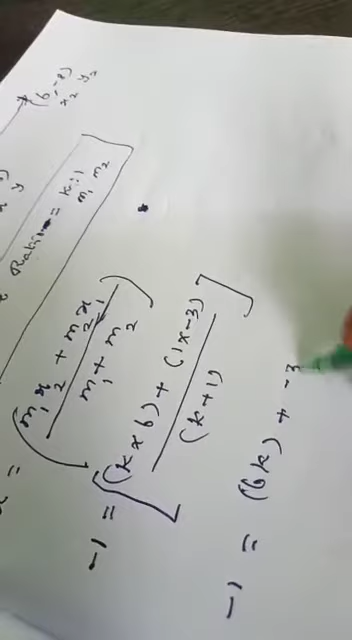 (6, -8)
x₂ y₂
y)
Ratio = k:1
m₁ m₂
x = (m₁x₂ + m₂x₁ / m₁ + m₂)
-1 = [(k x 6) + (1x-3) / (k+1)]
-1 = (6k) + -3